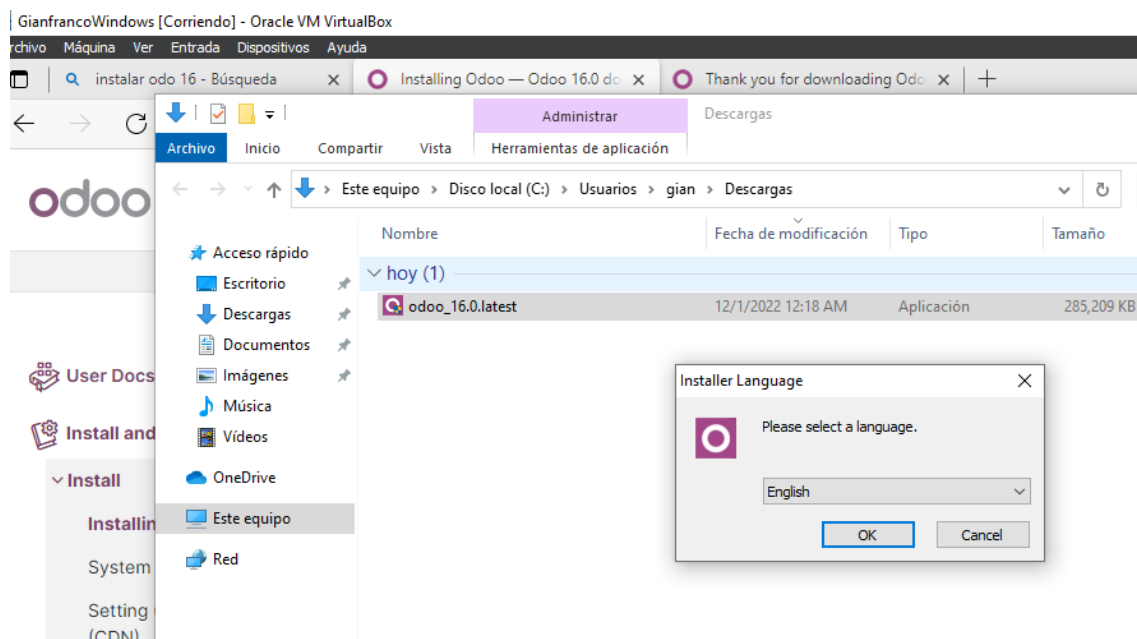 GianfrancoWindows [Corriendo] - Oracle VM VirtualBox
rchivo Máquina Ver Entrada Dispositivos Ayuda
instalar odo 16 - Búsqueda
Installing Odoo — Odoo 16.0 do
Thank you for downloading Odo
Administrar
Descargas
Archivo Inicio Compartir Vista Herramientas de aplicación
Este equipo > Disco local (C:) > Usuarios > gian > Descargas
odoo
Nombre Fecha de modificación Tipo Tamaño
Acceso rápido
hoy (1)
Escritorio
odoo_16.0.latest 12/1/2022 12:18 AM Aplicación 285,209 KB
Descargas
Documentos
Imágenes
Música
Vídeos
OneDrive
Este equipo
Red
User Docs
Install and
Install
Installin
System
Setting
(CDN)
Installer Language
Please select a language.
English
OK Cancel